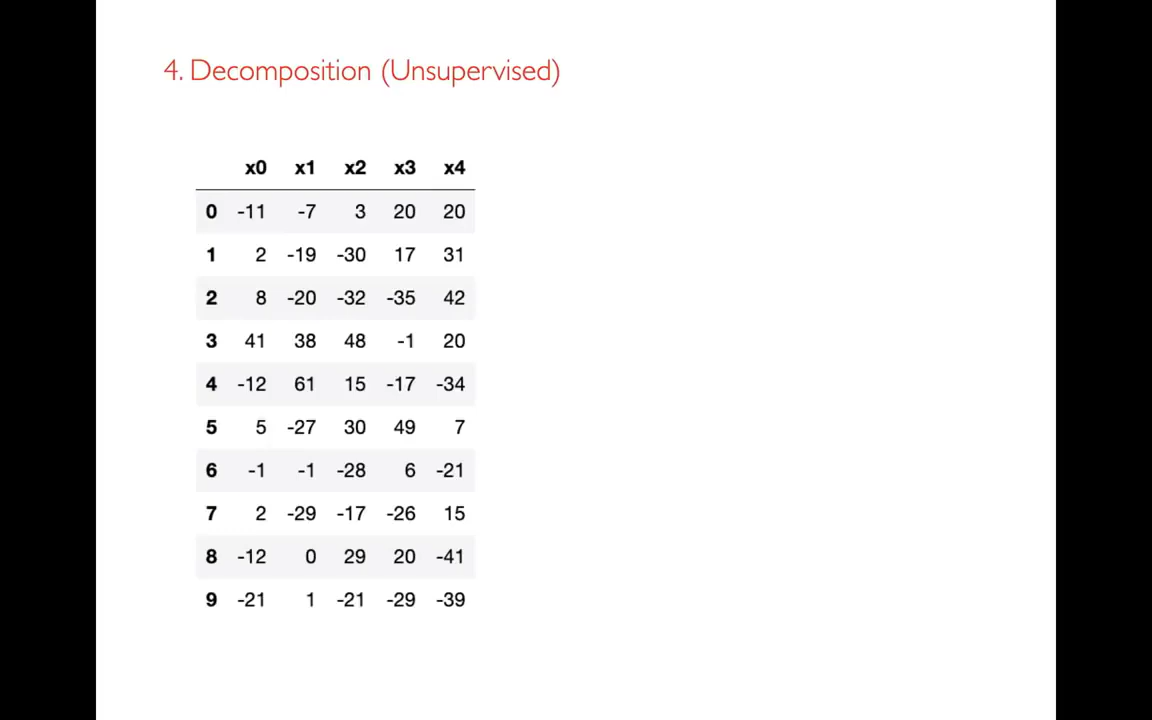 4. Decomposition (Unsupervised)
x0 x1 x2 x3 x4
0 -11 -7 3 20 20
1 2 -19 -30 17 31
2 8 -20 -32 -35 42
3 41 38 48 -1 20
4 -12 61 15 -17 -34
5 5 -27 30 49 7
6 -1 -1 -28 6 -21
7 2 -29 -17 -26 15
8 -12 0 29 20 -41
9 -21 1 -21 -29 -39